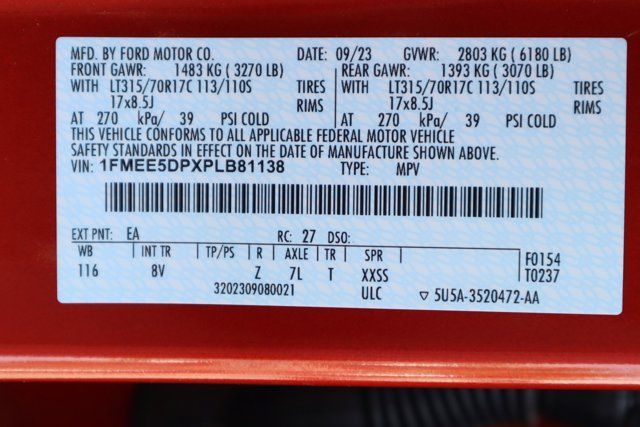 MFD. BY FORD MOTOR CO. DATE: 09/23 GVWR: 2803 KG ( 6180 LB)
FRONT GAWR: 1483 KG ( 3270 LB) REAR GAWR: 1393 KG ( 3070 LB)
WITH LT315/70R17C 113/110S TIRES WITH LT315/70R17C 113/110S TIRES
17x8.5J RIMS 17x8.5J RIMS
AT 270 kPa/ 39 PSI COLD AT 270 kPa/ 39 PSI COLD
THIS VEHICLE CONFORMS TO ALL APPLICABLE FEDERAL MOTOR VEHICLE
SAFETY STANDARDS IN EFFECT ON THE DATE OF MANUFACTURE SHOWN ABOVE.
VIN: 1FMEE5DPXPLB81138 TYPE: MPV
EXT PNT: EA RC: 27 DSO:
WB INT TR TP/PS R AXLE TR SPR F0154
116 8V Z 7L T XXSS T0237
3202309080021 ULC ▽ 5U5A-3520472-AA